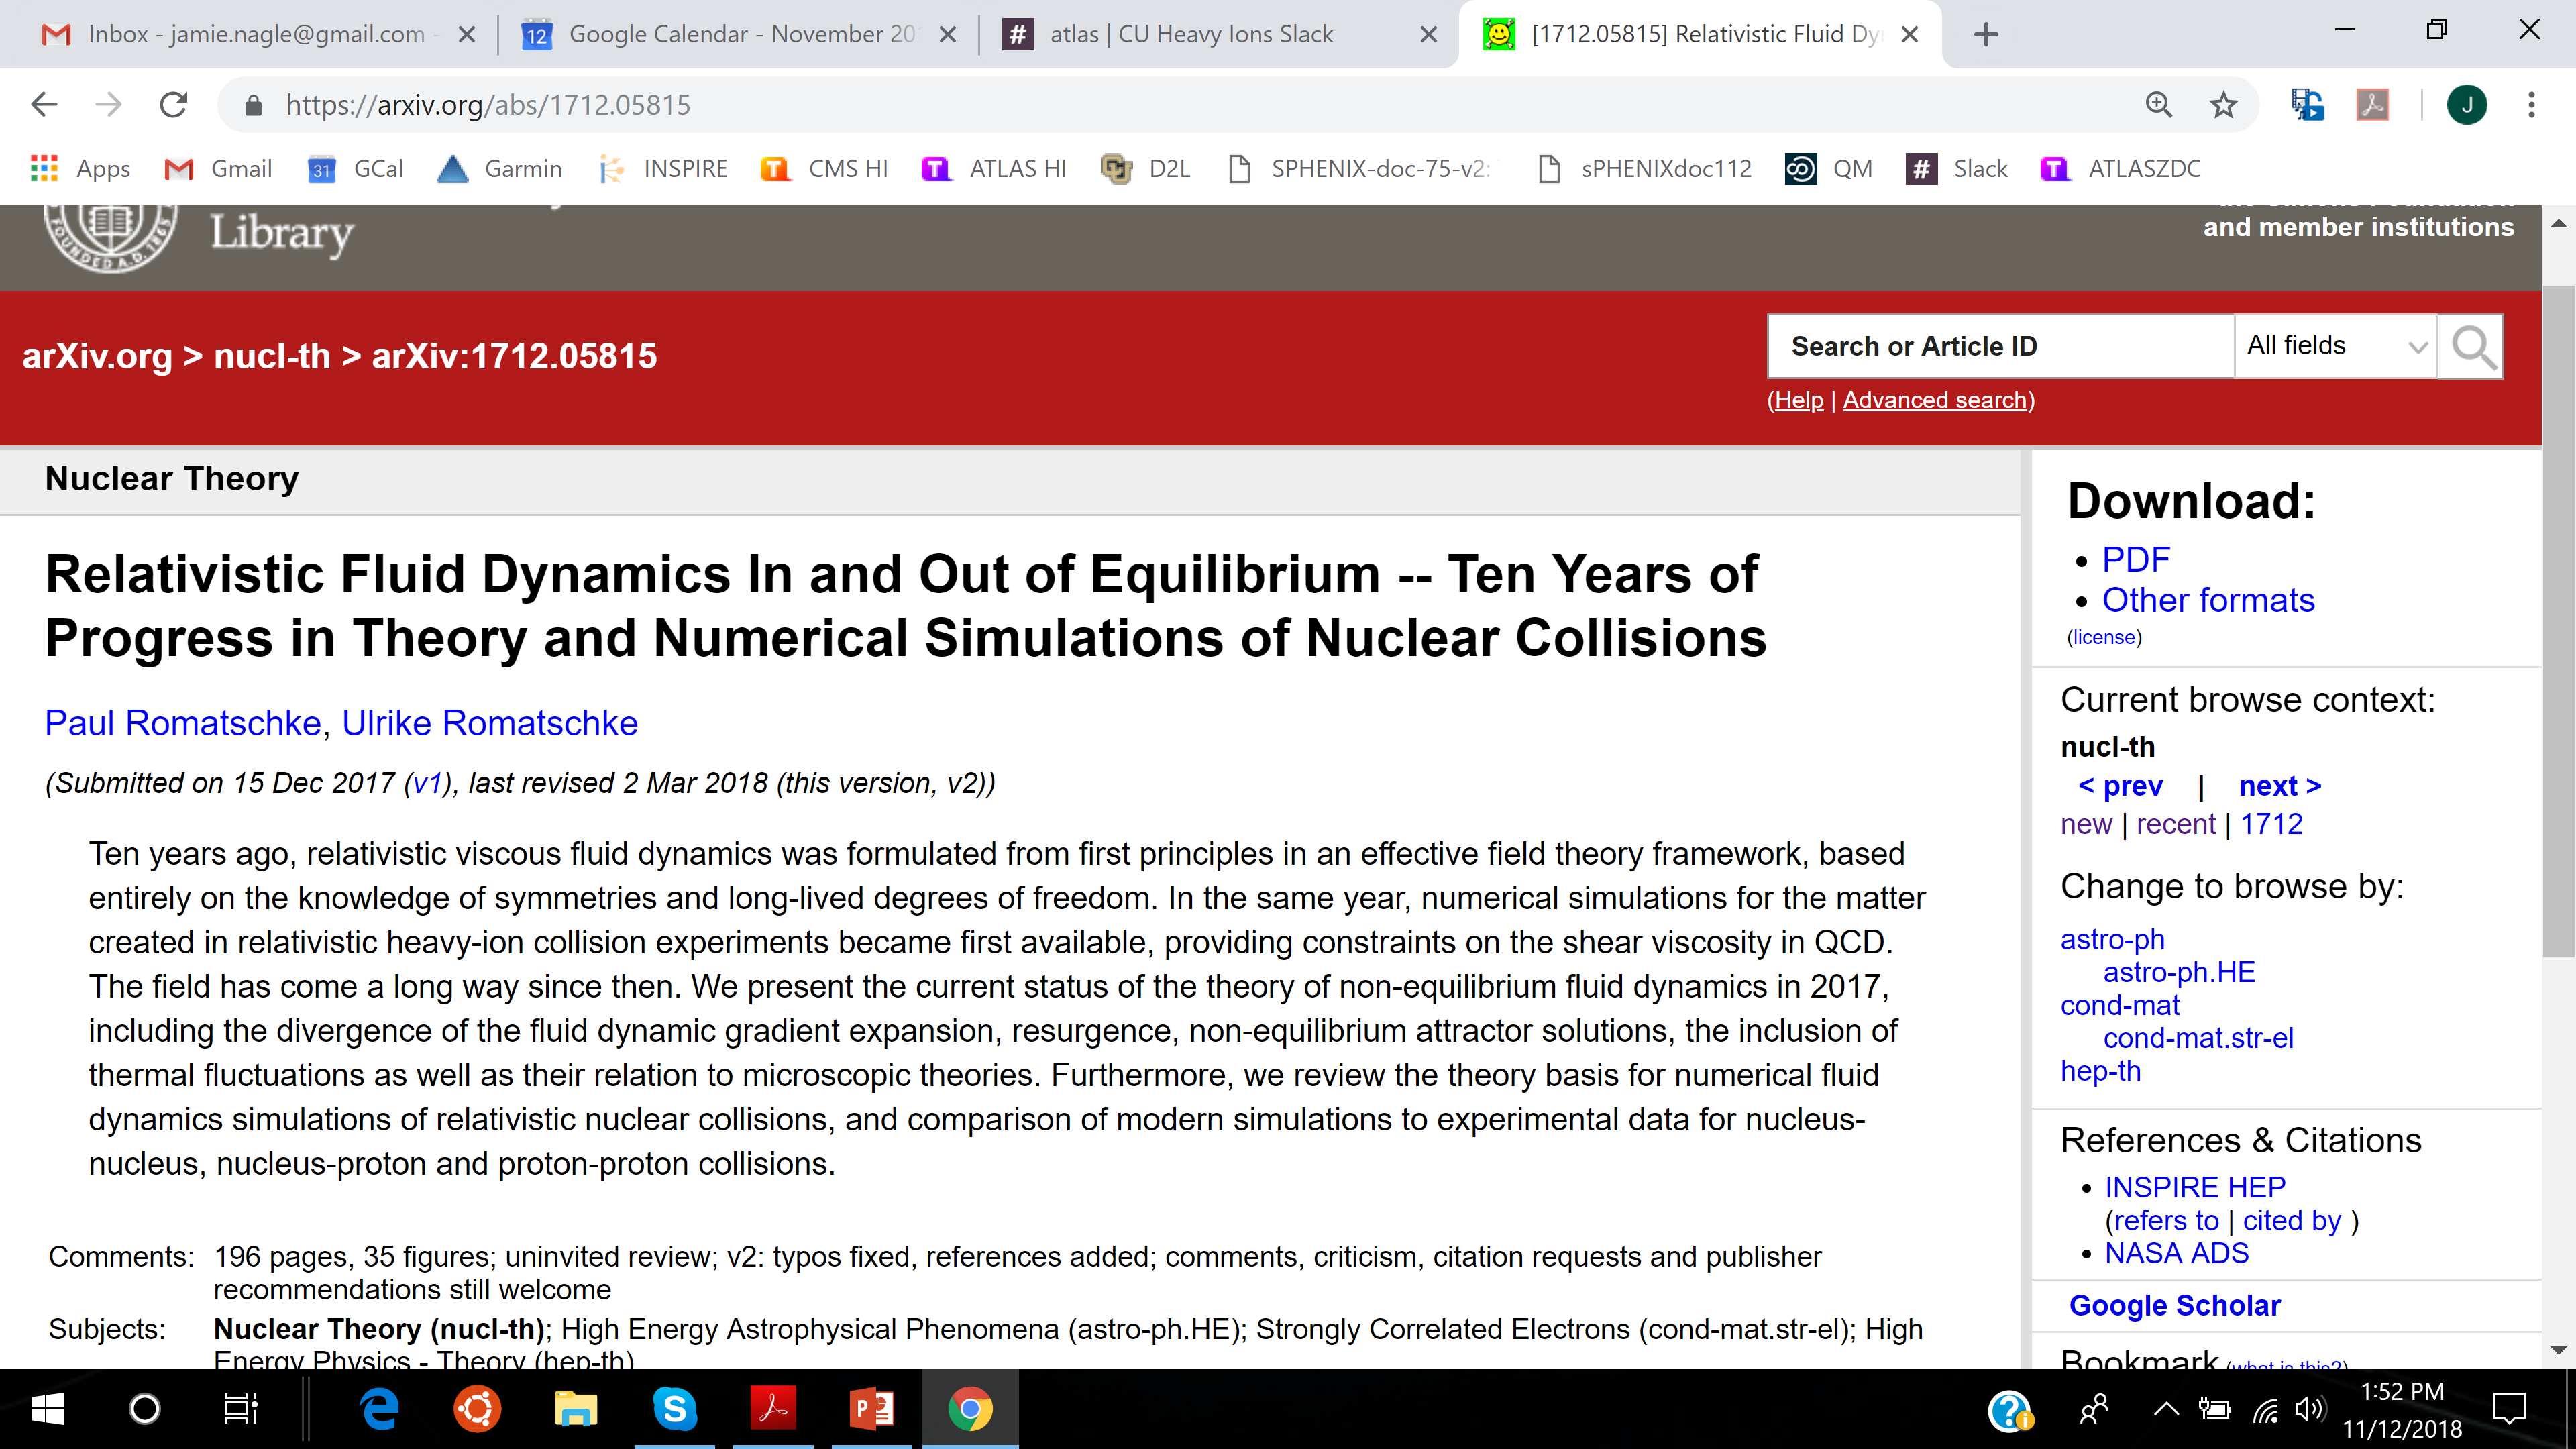 Inbox - jamie.nagle@gmail.com -
Google Calendar - November 20
# atlas | CU Heavy Ions Slack
[1712.05815] Relativistic Fluid Dy
https://arxiv.org/abs/1712.05815
J
Apps
Gmail
31 GCal
Garmin
INSPIRE
CMS HI
ATLAS HI
D2L
SPHENIX-doc-75-v2:
sPHENIXdoc112
QM
# Slack
ATLASZDC
FOUNDED A.D. 1865
Library
and member institutions
arXiv.org > nucl-th > arXiv:1712.05815
Search or Article ID
All fields
(Help | Advanced search)
Nuclear Theory
Relativistic Fluid Dynamics In and Out of Equilibrium -- Ten Years of
Progress in Theory and Numerical Simulations of Nuclear Collisions
Paul Romatschke, Ulrike Romatschke
(Submitted on 15 Dec 2017 (v1), last revised 2 Mar 2018 (this version, v2))
Ten years ago, relativistic viscous fluid dynamics was formulated from first principles in an effective field theory framework, based
entirely on the knowledge of symmetries and long-lived degrees of freedom. In the same year, numerical simulations for the matter
created in relativistic heavy-ion collision experiments became first available, providing constraints on the shear viscosity in QCD.
The field has come a long way since then. We present the current status of the theory of non-equilibrium fluid dynamics in 2017,
including the divergence of the fluid dynamic gradient expansion, resurgence, non-equilibrium attractor solutions, the inclusion of
thermal fluctuations as well as their relation to microscopic theories. Furthermore, we review the theory basis for numerical fluid
dynamics simulations of relativistic nuclear collisions, and comparison of modern simulations to experimental data for nucleus-
nucleus, nucleus-proton and proton-proton collisions.
Comments: 196 pages, 35 figures; uninvited review; v2: typos fixed, references added; comments, criticism, citation requests and publisher
recommendations still welcome
Subjects: Nuclear Theory (nucl-th); High Energy Astrophysical Phenomena (astro-ph.HE); Strongly Correlated Electrons (cond-mat.str-el); High
Energy Physics - Theory (hep-th)
Download:
• PDF
• Other formats
(license)
Current browse context:
nucl-th
< prev | next >
new | recent | 1712
Change to browse by:
astro-ph
astro-ph.HE
cond-mat
cond-mat.str-el
hep-th
References & Citations
• INSPIRE HEP
(refers to | cited by )
• NASA ADS
Google Scholar
Bookmark (what is this?)
1:52 PM
11/12/2018